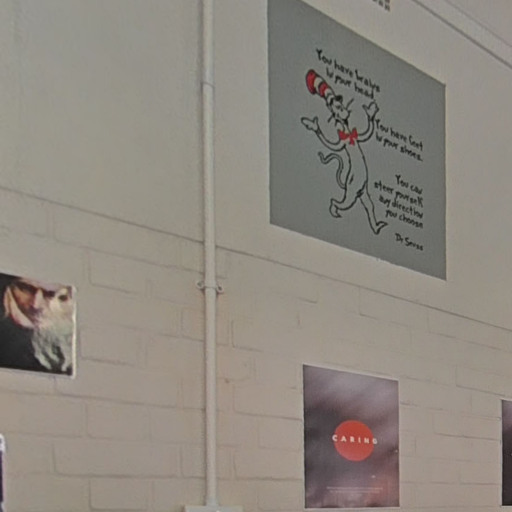 You have brains
in your head.
You have feet
in your shoes.
You can
steer yourself
any direction
you choose
Dr Seuss
CARING